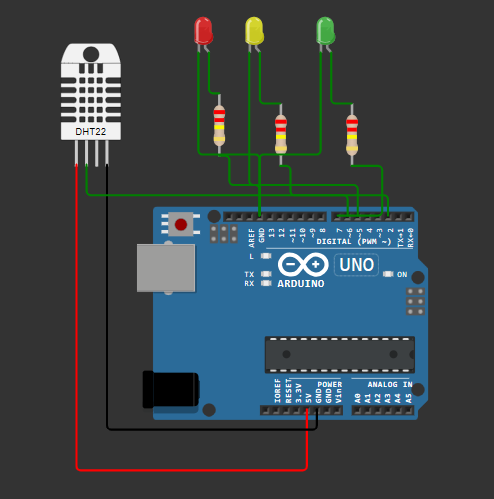 DHT22
AREF
GND
13
12
~11
~10
~9
8
7
~6
~5
4
~3
2
TX→1
RX←0
DIGITAL (PWM ~)
L
TX
RX
UNO
ON
ARDUINO
IOREF
RESET
3.3V
5V
GND
GND
Vin
POWER
ANALOG IN
A0
A1
A2
A3
A4
A5